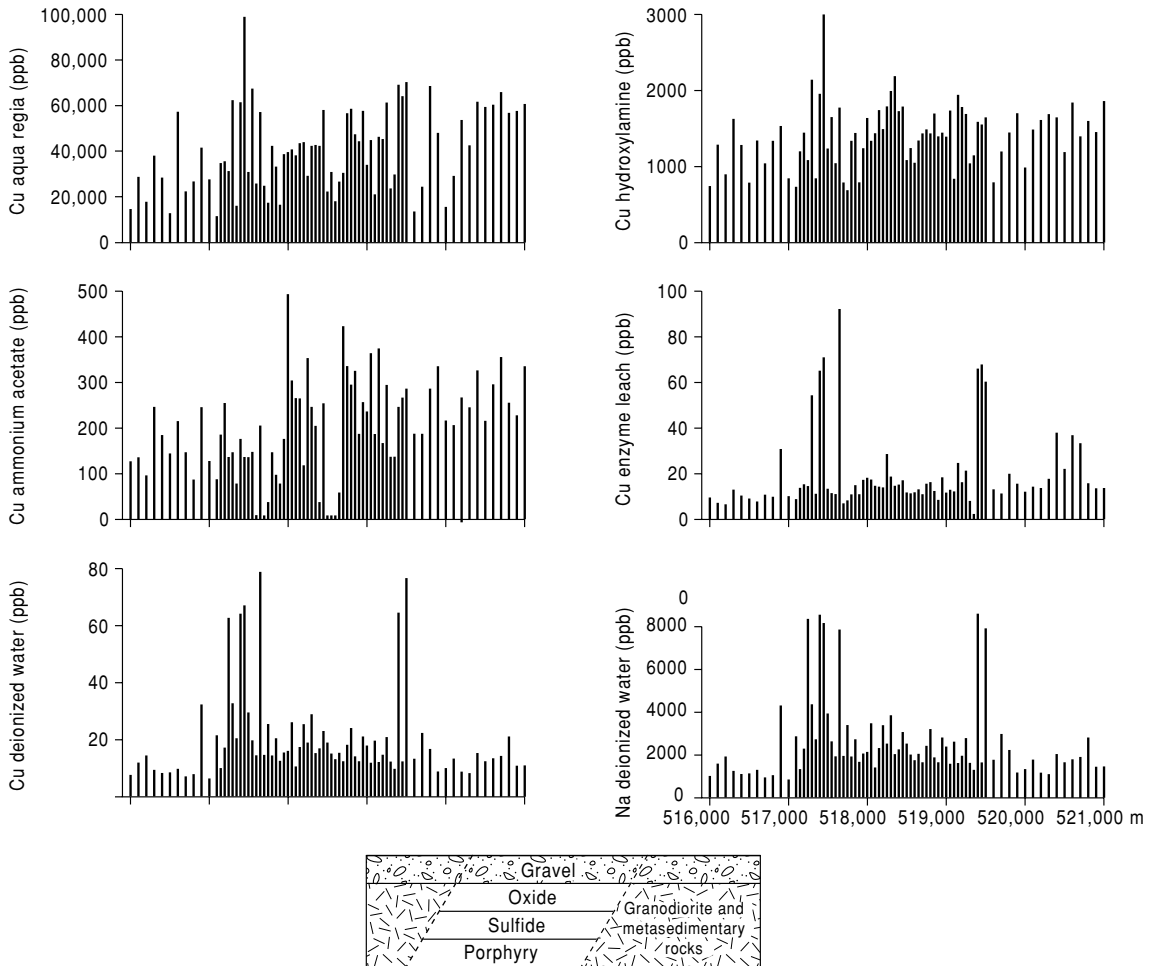 Cu aqua regia (ppb)
100,000
80,000
60,000
40,000
20,000
0
Cu hydroxylamine (ppb)
3000
2000
1000
0
Cu ammonium acetate (ppb)
500
400
300
200
100
0
Cu enzyme leach (ppb)
100
80
60
40
20
0
Cu deionized water (ppb)
80
60
40
20
Na deionized water (ppb)
0
8000
6000
4000
2000
0
516,000 517,000 518,000 519,000 520,000 521,000 m
Gravel
Oxide
Sulfide
Porphyry
Granodiorite and
metasedimentary
rocks